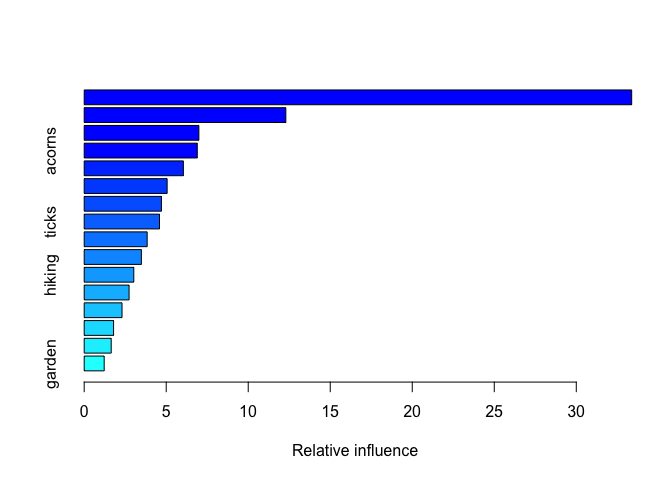 acorns
ticks
hiking
garden
0 5 10 15 20 25 30
Relative influence